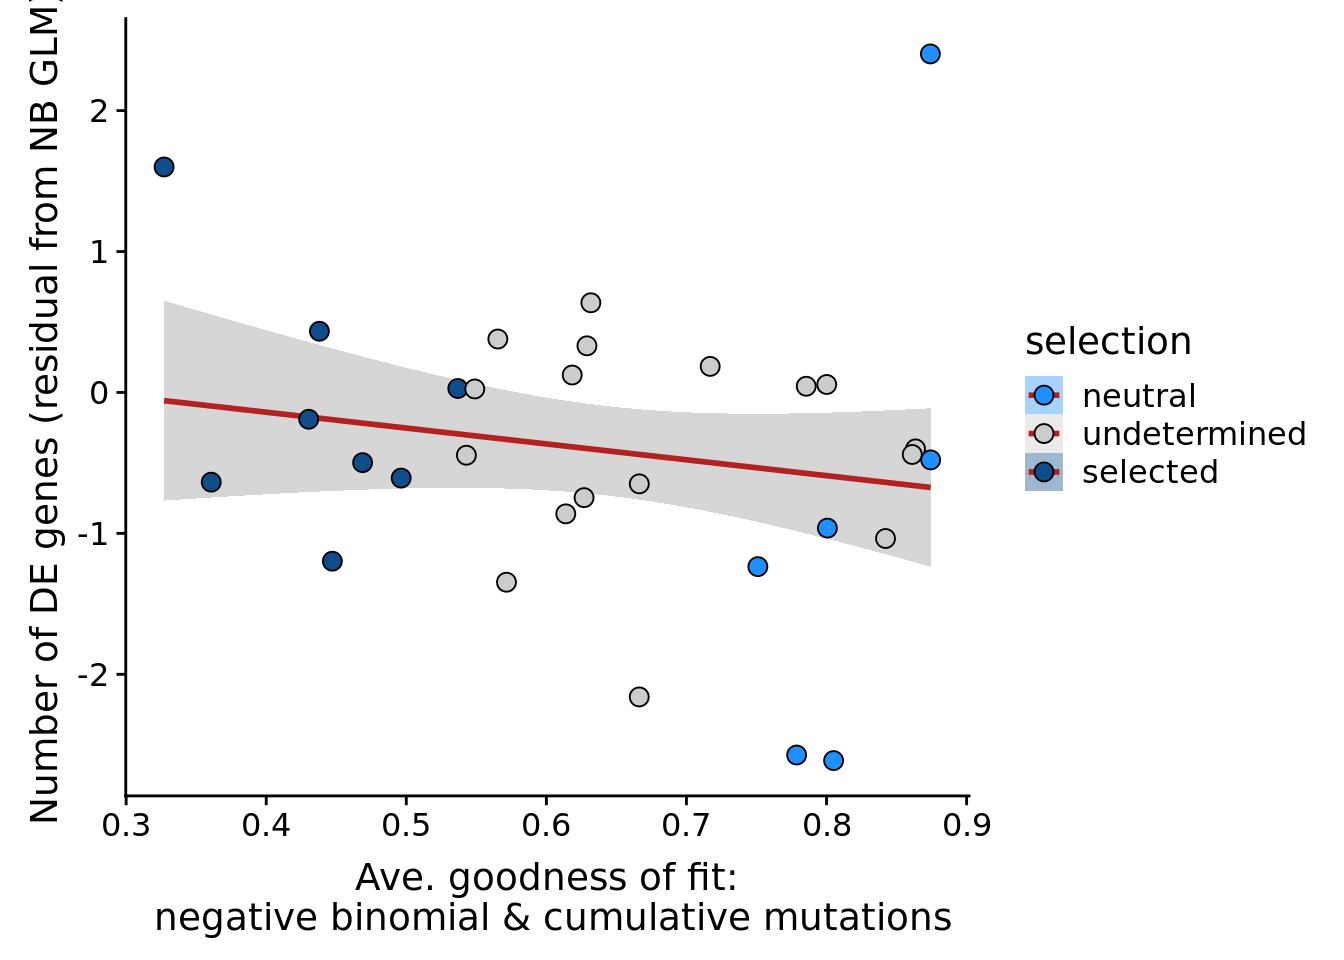 Number of DE genes (residual from NB GLM)
2
1
0
-1
-2
0.3 0.4 0.5 0.6 0.7 0.8 0.9
Ave. goodness of fit:
negative binomial & cumulative mutations
selection
neutral
undetermined
selected